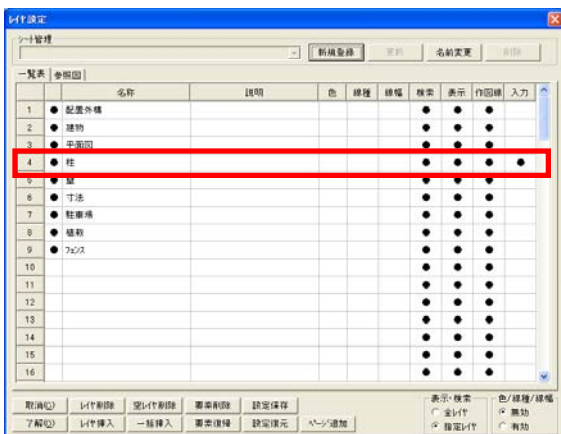 レイヤ設定
シート管理
新規登録 更新 名前変更 削除
一覧表 参照図
名称 説明 色 線種 線幅 検索 表示 作図線 入力
1 ● 配置外構 ● ● ●
2 ● 建物 ● ● ●
3 ● 平面図 ● ● ●
4 ● 柱 ● ● ● ●
5 ● 壁 ● ● ●
6 ● 寸法 ● ● ●
7 ● 駐車場 ● ● ●
8 ● 植栽 ● ● ●
9 ● フェンス ● ● ●
10 ● ● ●
11 ● ● ●
12 ● ● ●
13 ● ● ●
14 ● ● ●
15 ● ● ●
16 ● ● ●
取消(Q) レイヤ削除 空レイヤ削除 要素削除 設定保存
了解(O) レイヤ挿入 一括挿入 要素復帰 設定復元 ページ追加
表示・検索
全レイヤ
指定レイヤ
色/線種/線幅
無効
有効